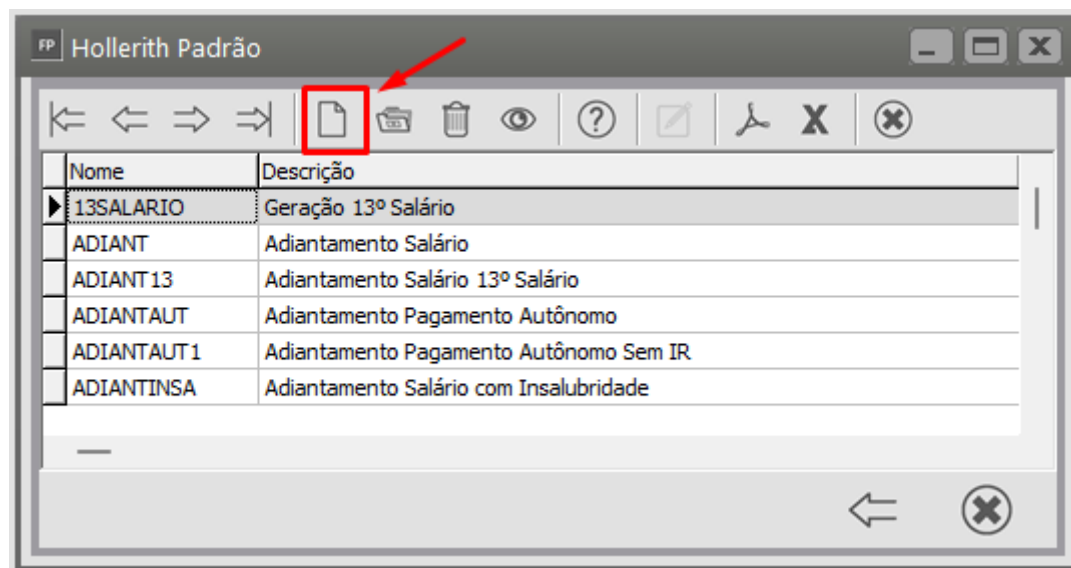 FP Hollerith Padrão
Nome Descrição
13SALARIO Geração 13º Salário
ADIANT Adiantamento Salário
ADIANT13 Adiantamento Salário 13º Salário
ADIANTAUT Adiantamento Pagamento Autônomo
ADIANTAUT1 Adiantamento Pagamento Autônomo Sem IR
ADIANTINSA Adiantamento Salário com Insalubridade